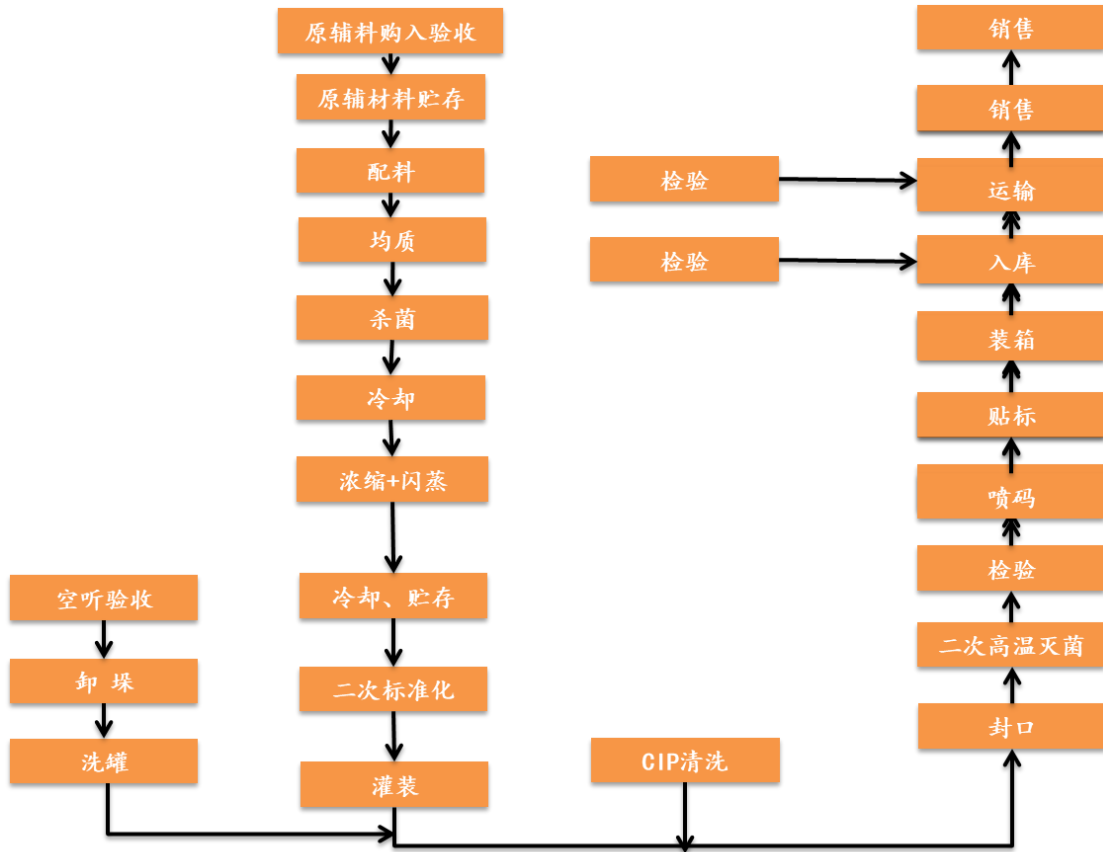 原辅料购入验收
原辅材料贮存
配料
均质
杀菌
冷却
浓缩+闪蒸
冷却、贮存
二次标准化
灌装
空听验收
卸 垛
洗罐
CIP清洗
检验
检验
销售
销售
运输
入库
装箱
贴标
喷码
检验
二次高温灭菌
封口